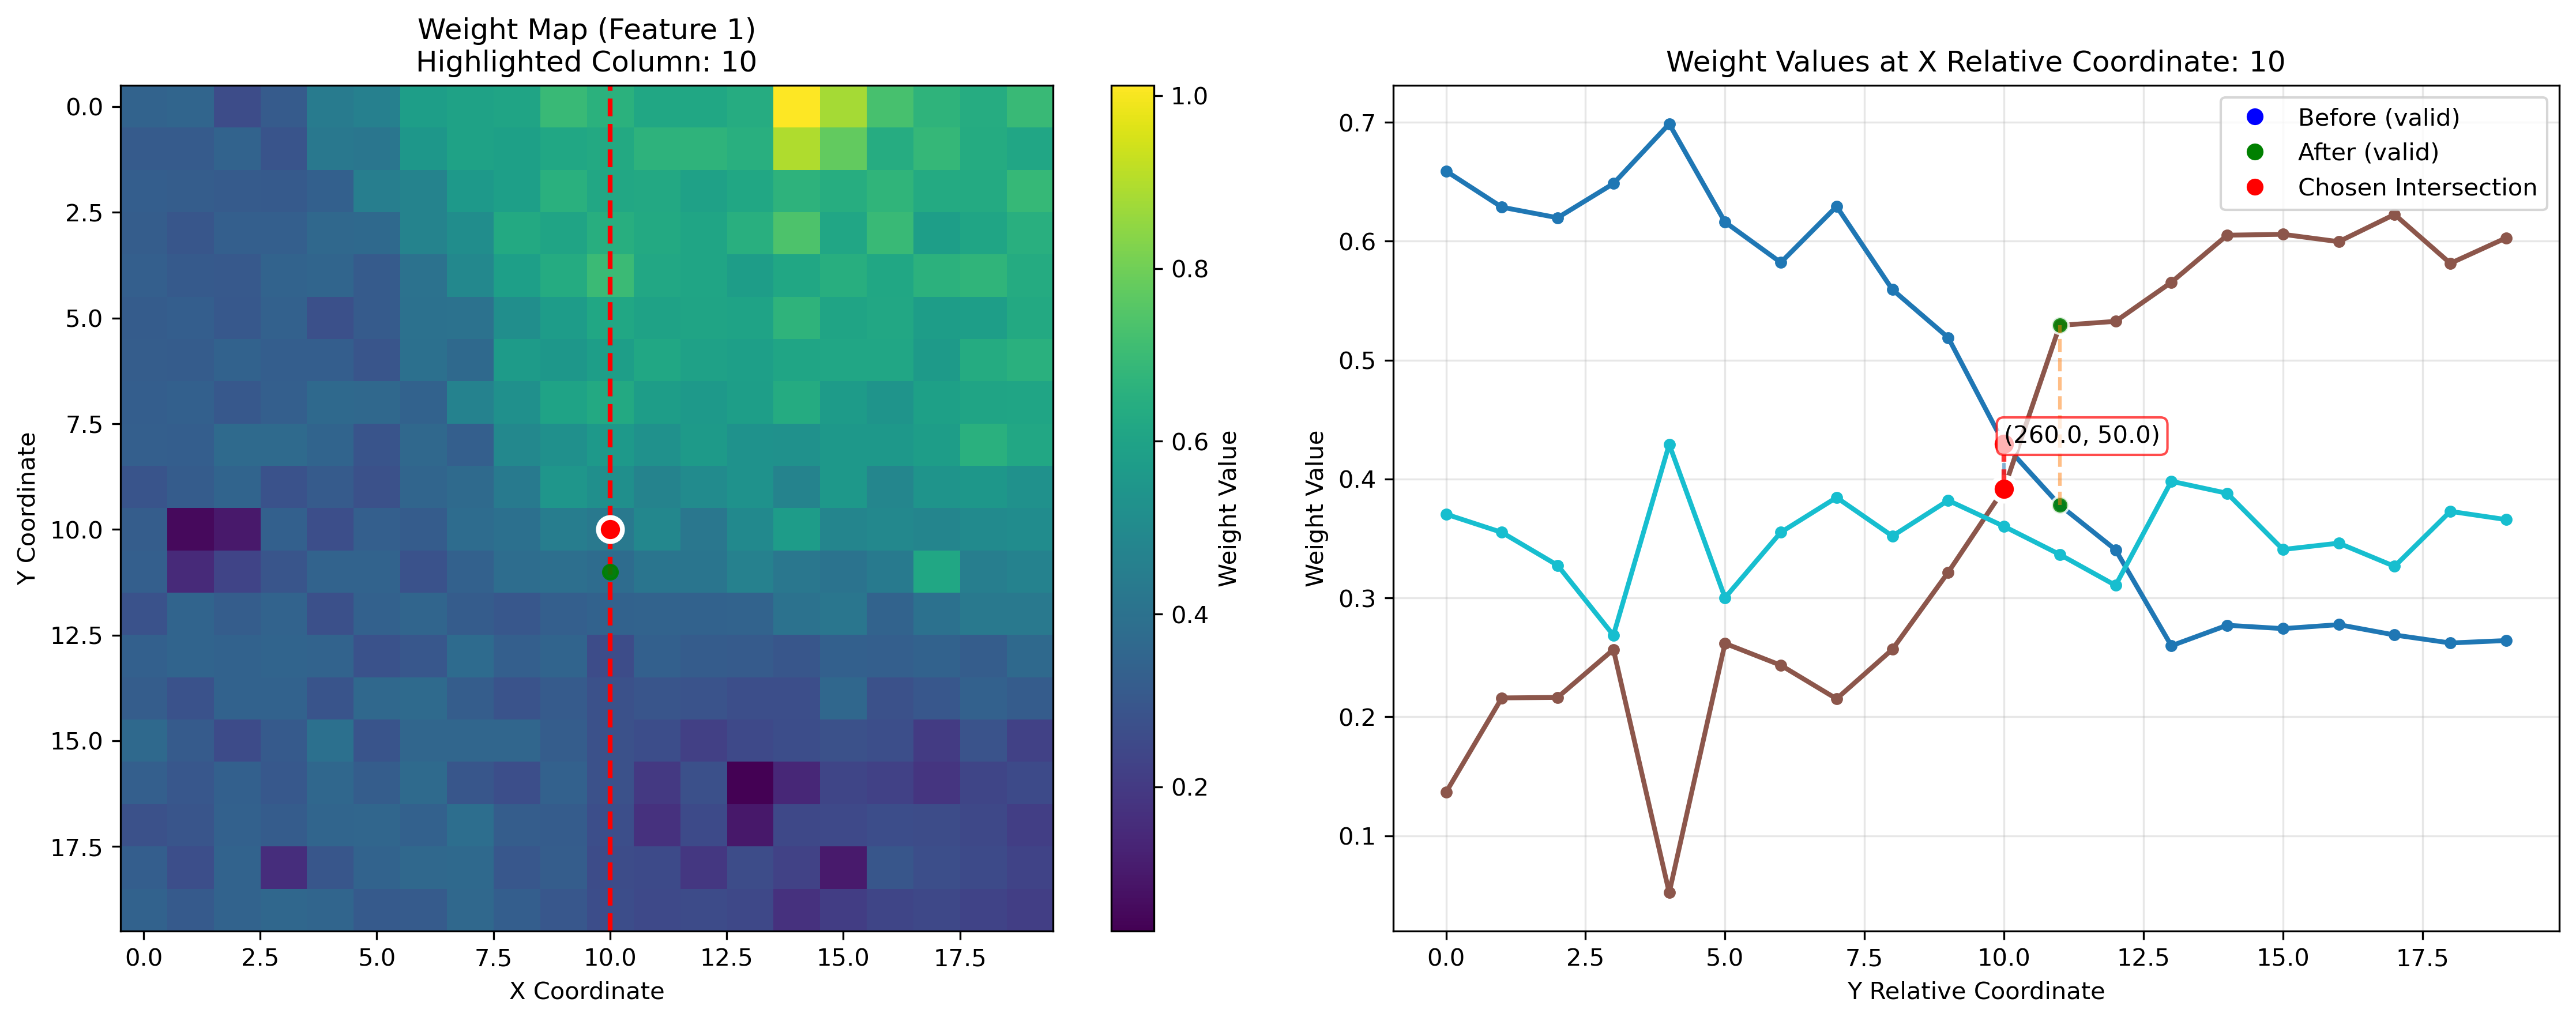 Weight Map (Feature 1)
Highlighted Column: 10
0.0
2.5
5.0
7.5
10.0
12.5
15.0
17.5
Y Coordinate
0.0 2.5 5.0 7.5 10.0 12.5 15.0 17.5
X Coordinate
1.0
0.8
0.6
0.4
0.2
Weight Value
Weight Values at X Relative Coordinate: 10
Before (valid)
After (valid)
Chosen Intersection
(260.0, 50.0)
0.7
0.6
0.5
0.4
0.3
0.2
0.1
Weight Value
0.0 2.5 5.0 7.5 10.0 12.5 15.0 17.5
Y Relative Coordinate